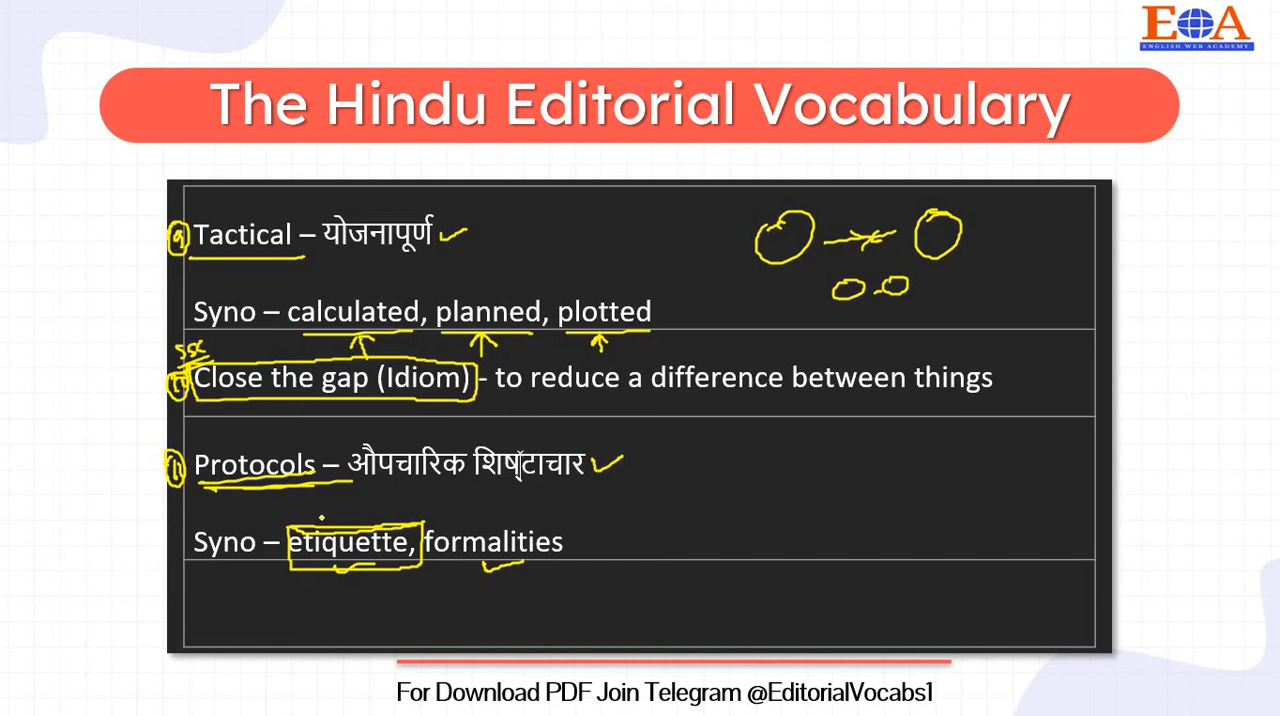 EOA
ENGLISH WEB ACADEMY
The Hindu Editorial Vocabulary
Tactical – योजनापूर्ण
Syno – calculated, planned, plotted
SSC
Close the gap (Idiom) - to reduce a difference between things
Protocols – औपचारिक शिष्टाचार
Syno – etiquette, formalities
For Download PDF Join Telegram @EditorialVocabs1